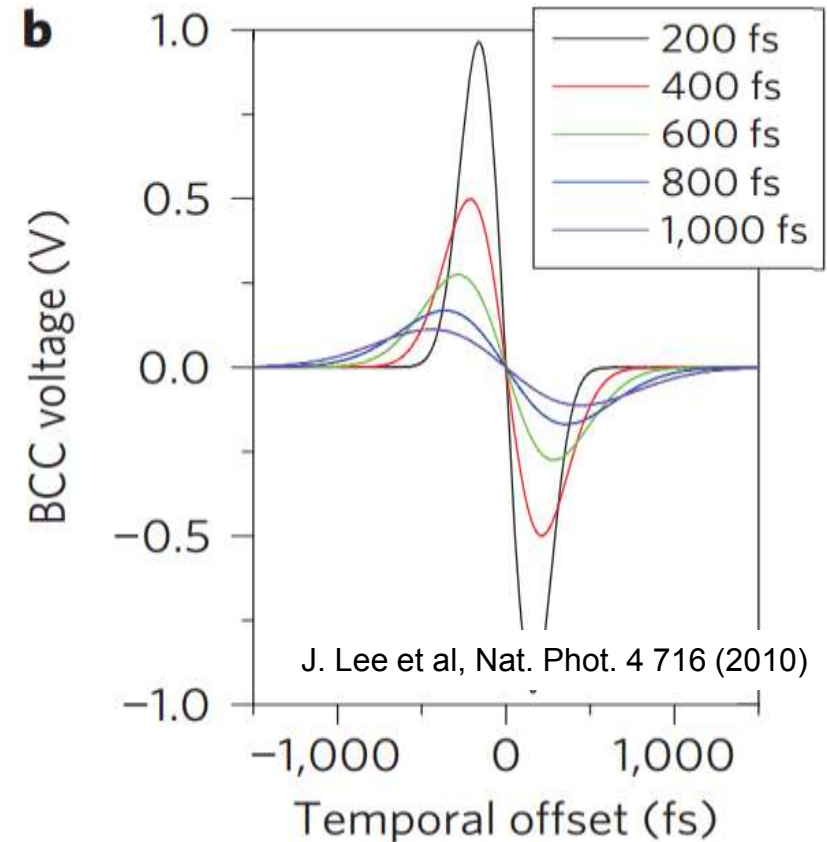 b
1.0
0.5
0.0
−0.5
−1.0
BCC voltage (V)
200 fs
400 fs
600 fs
800 fs
1,000 fs
J. Lee et al, Nat. Phot. 4 716 (2010)
−1,000 0 1,000
Temporal offset (fs)